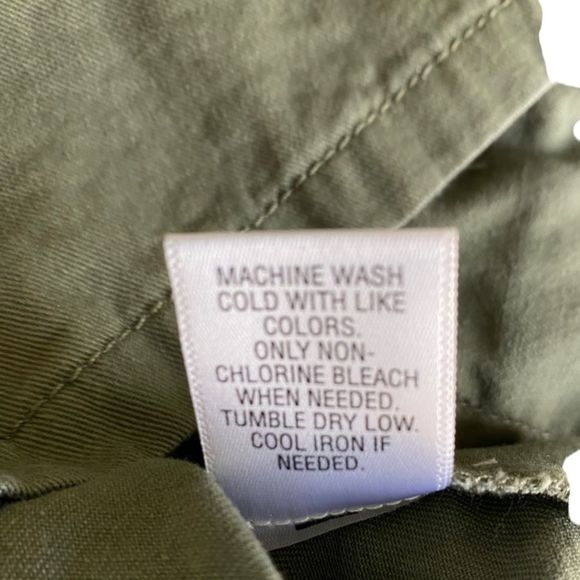 MACHINE WASH
COLD WITH LIKE
COLORS.
ONLY NON-
CHLORINE BLEACH
WHEN NEEDED.
TUMBLE DRY LOW.
COOL IRON IF
NEEDED.